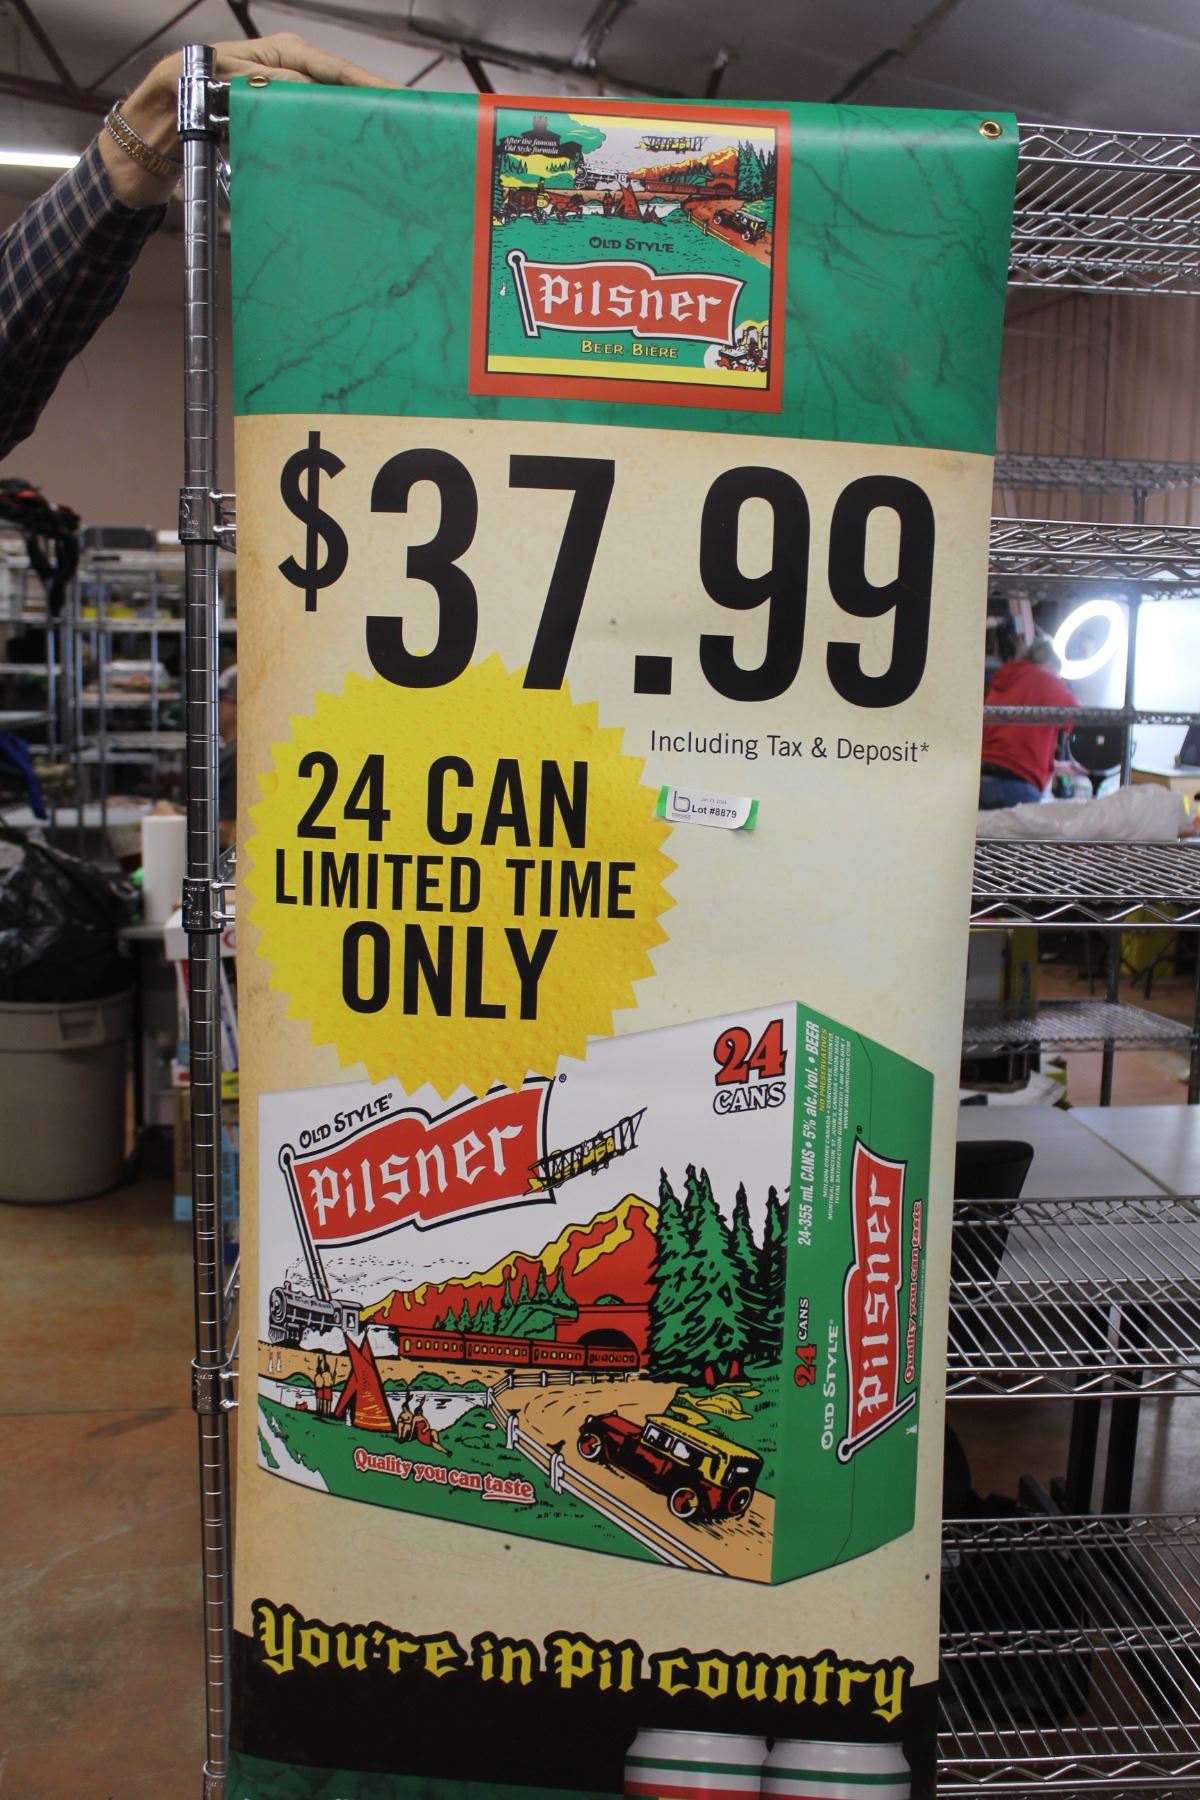 After the famous
Old Style formula
OLD STYLE
Pilsner
BEER BIÈRE
$37.99
Including Tax & Deposit*
Lot #8879
24 CAN
LIMITED TIME
ONLY
24
CANS
OLD STYLE®
Pilsner®
Quality you can taste
24-355 mL CANS • 5% alc./vol. • BEER
NO PRESERVATIVES
24 CANS
OLD STYLE®
Pilsner®
Quality you can taste
You're in Pil country